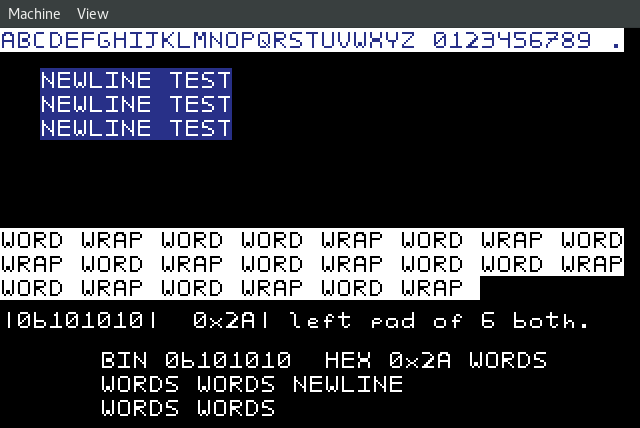 Machine View
ABCDEFGHIJKLMNOPQRSTUVWXYZ 0123456789 .
NEWLINE TEST
NEWLINE TEST
NEWLINE TEST
WORD WRAP WORD WORD WRAP WORD WRAP WORD
WRAP WORD WORD WRAP WORD WORD WORD WRAP
WORD WRAP WORD WRAP WORD WRAP
|0b101010|  0x2A| left pad of 6 both.
BIN 0b101010  HEX 0x2A WORDS
WORDS WORDS NEWLINE
WORDS WORDS